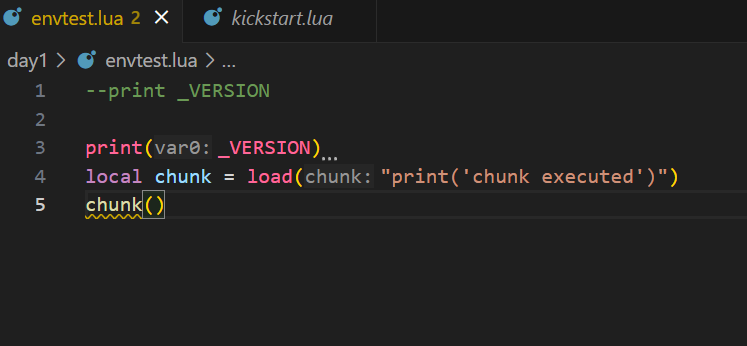 envtest.lua 2 × kickstart.lua
day1 > envtest.lua > ...
1 --print _VERSION
2
3 print(var0: _VERSION)
4 local chunk = load(chunk: "print('chunk executed')")
5 chunk()